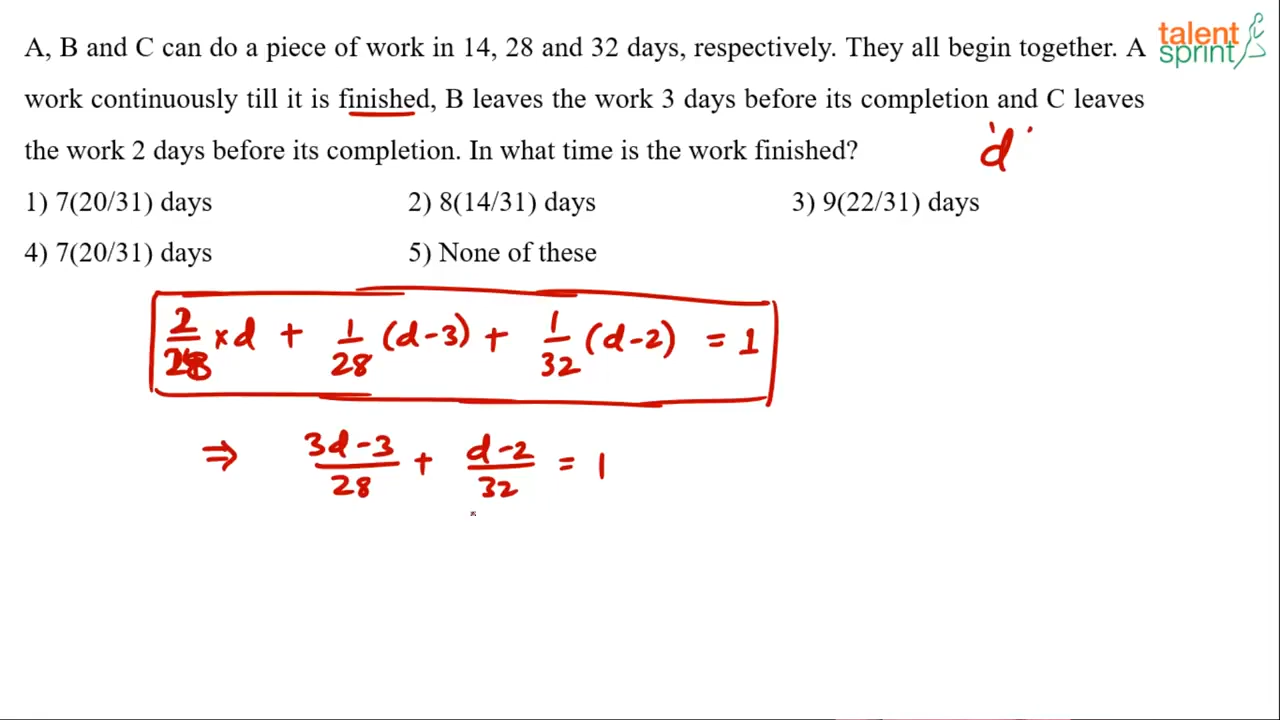 A, B and C can do a piece of work in 14, 28 and 32 days, respectively. They all begin together. A
talent
sprint
work continuously till it is finished, B leaves the work 3 days before its completion and C leaves
the work 2 days before its completion. In what time is the work finished?
'd'
1) 7(20/31) days 2) 8(14/31) days 3) 9(22/31) days
4) 7(20/31) days 5) None of these
2/28 × d + 1/28 (d-3) + 1/32 (d-2) = 1
⇒ 3d-3/28 + d-2/32 = 1